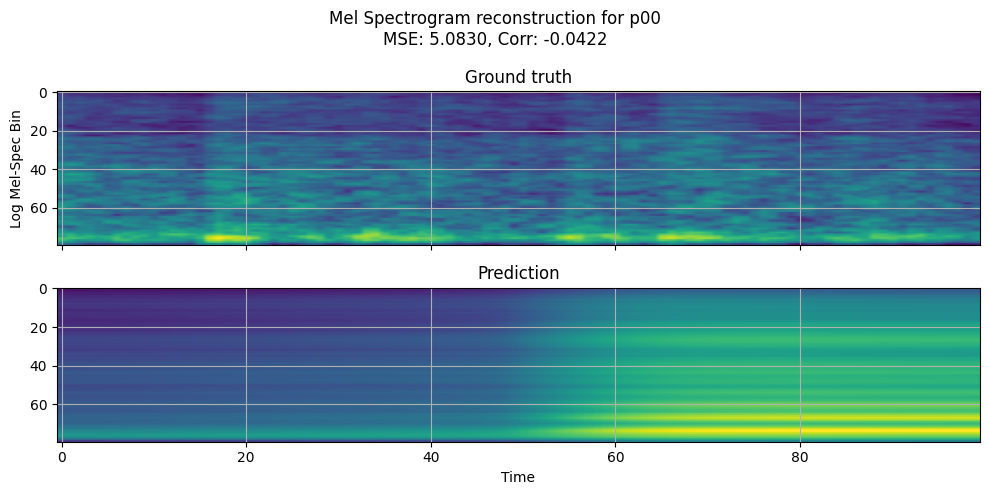 Mel Spectrogram reconstruction for p00
MSE: 5.0830, Corr: -0.0422
Ground truth
0
20
40
60
Log Mel-Spec Bin
Prediction
0
20
40
60
0 20 40 60 80
Time